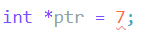 int *ptr = 7;